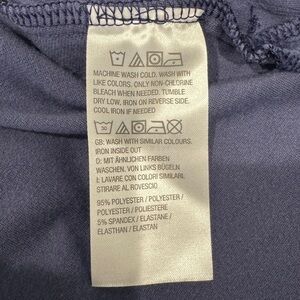 MACHINE WASH COLD. WASH WITH
LIKE COLORS. ONLY NON-CHLORINE
BLEACH WHEN NEEDED. TUMBLE
DRY LOW. IRON ON REVERSE SIDE.
COOL IRON IF NEEDED
30
GB: WASH WITH SIMILAR COLOURS.
IRON INSIDE OUT
D: MIT ÄHNLICHEN FARBEN
WASCHEN. VON LINKS BÜGELN
I: LAVARE CON COLORI SIMILARI.
STIRARE AL ROVESCIO
95% POLYESTER / POLYESTER /
POLYESTER / POLIESTERE
5% SPANDEX / ELASTANE /
ELASTHAN / ELASTAN